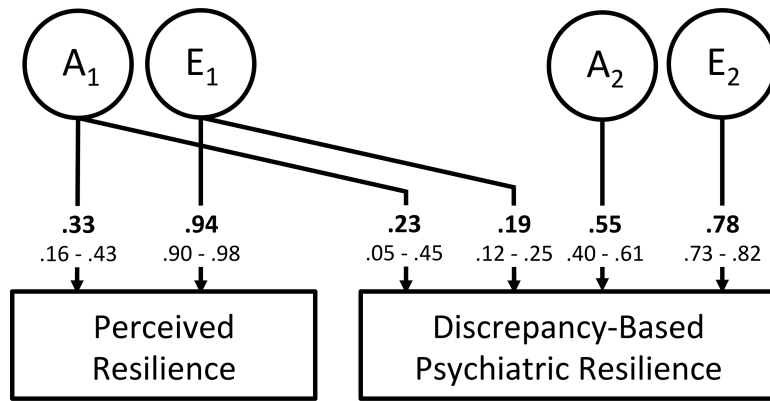 A1 E1 A2 E2
.33 .94 .23 .19 .55 .78
.16 - .43 .90 - .98 .05 - .45 .12 - .25 .40 - .61 .73 - .82
Perceived
Resilience
Discrepancy-Based
Psychiatric Resilience